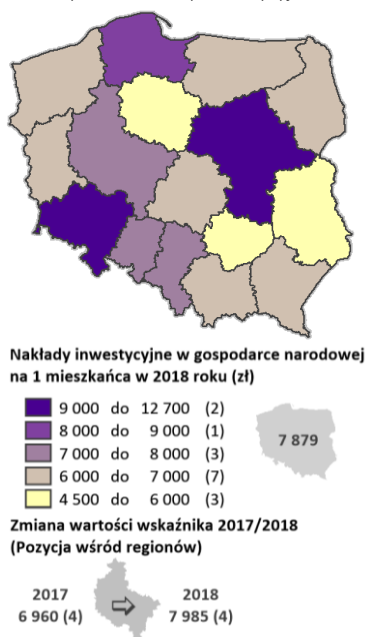 Nakłady inwestycyjne w gospodarce narodowej
na 1 mieszkańca w 2018 roku (zł)
9 000 do 12 700 (2)
8 000 do 9 000 (1)
7 000 do 8 000 (3)
6 000 do 7 000 (7)
4 500 do 6 000 (3)
7 879
Zmiana wartości wskaźnika 2017/2018
(Pozycja wśród regionów)
2017 2018
6 960 (4) 7 985 (4)